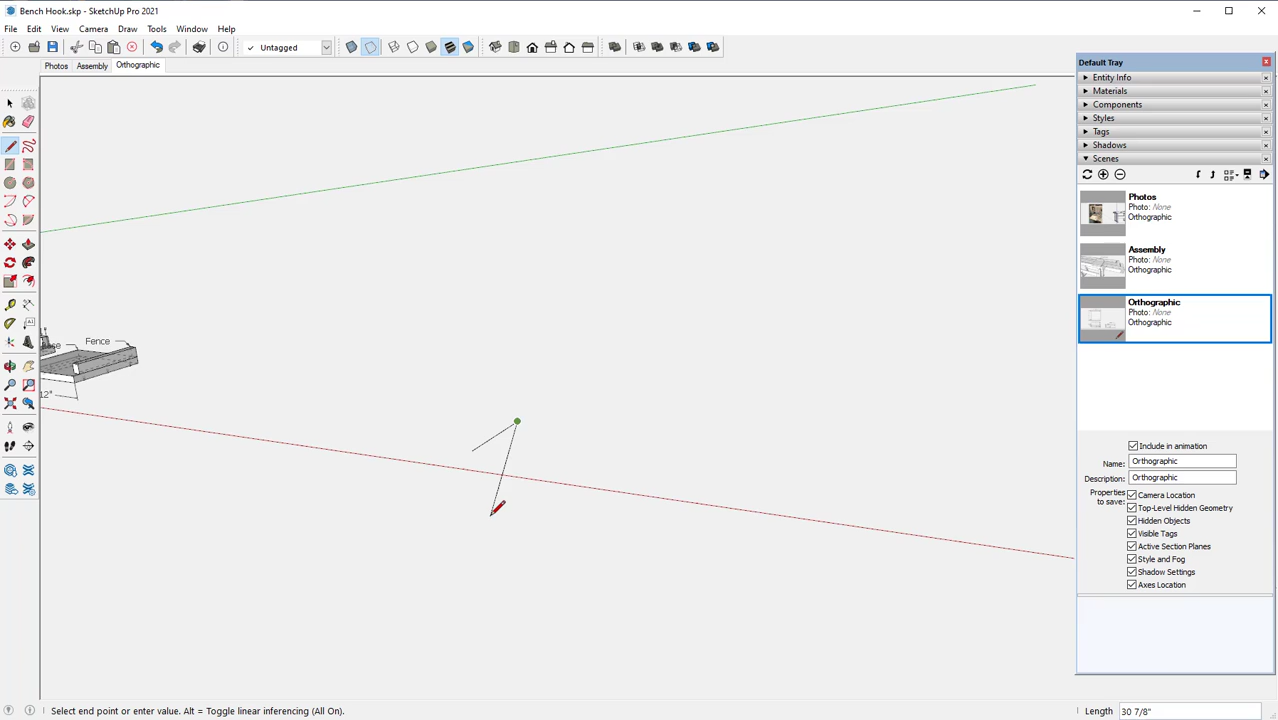 Bench Hook.skp - SketchUp Pro 2021
File Edit View Camera Draw Tools Window Help
Untagged
Photos Assembly Orthographic
Default Tray
Entity Info
Materials
Components
Styles
Tags
Shadows
Scenes
Photos
Photo: None
Orthographic
Assembly
Photo: None
Orthographic
Orthographic
Photo: None
Orthographic
Fence
12"
Include in animation
Name: Orthographic
Description: Orthographic
Properties to save:
Camera Location
Top-Level Hidden Geometry
Hidden Objects
Visible Tags
Active Section Planes
Style and Fog
Shadow Settings
Axes Location
Select end point or enter value. Alt = Toggle linear inferencing (All On).
Length 30 7/8"